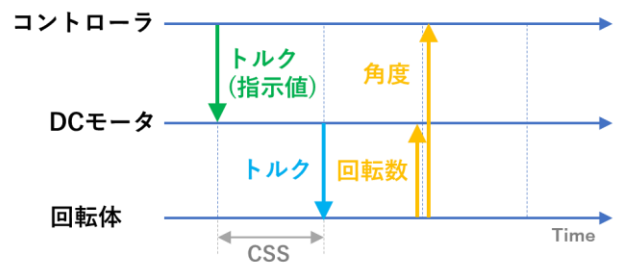 コントローラ
トルク
(指示値)
角度
DCモータ
トルク
回転数
回転体
Time
CSS